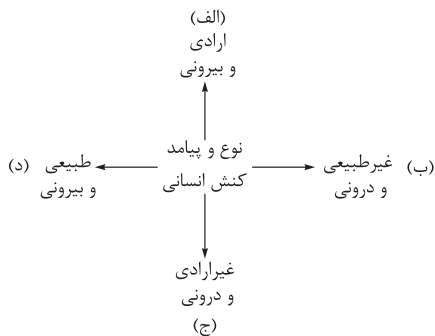 (الف)
ارادی
و بیرونی
نوع و پیامد
کنش انسانی
(ب) غیرطبیعی
و درونی
طبیعی (د)
و بیرونی
غیرارادی
و درونی
(ج)